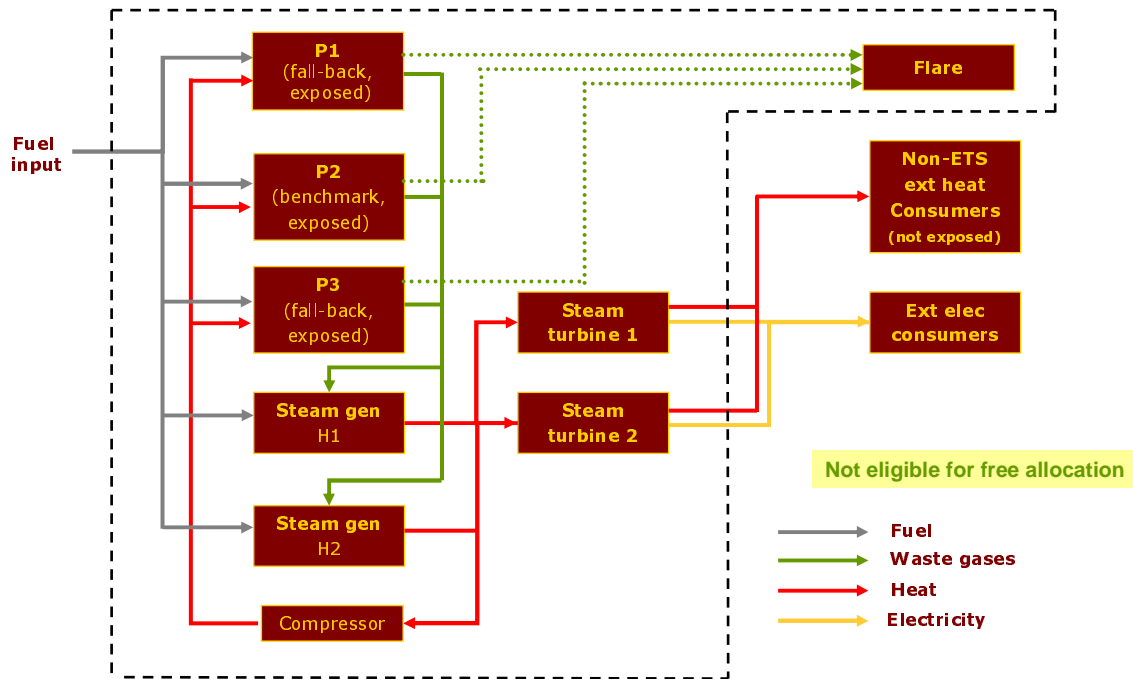 P1
(fall-back,
exposed)
Flare
Fuel
input
Non-ETS
ext heat
Consumers
(not exposed)
P2
(benchmark,
exposed)
P3
(fall-back,
exposed)
Steam
turbine 1
Ext elec
consumers
Steam gen
H1
Steam
turbine 2
Not eligible for free allocation
Steam gen
H2
Fuel
Waste gases
Heat
Electricity
Compressor